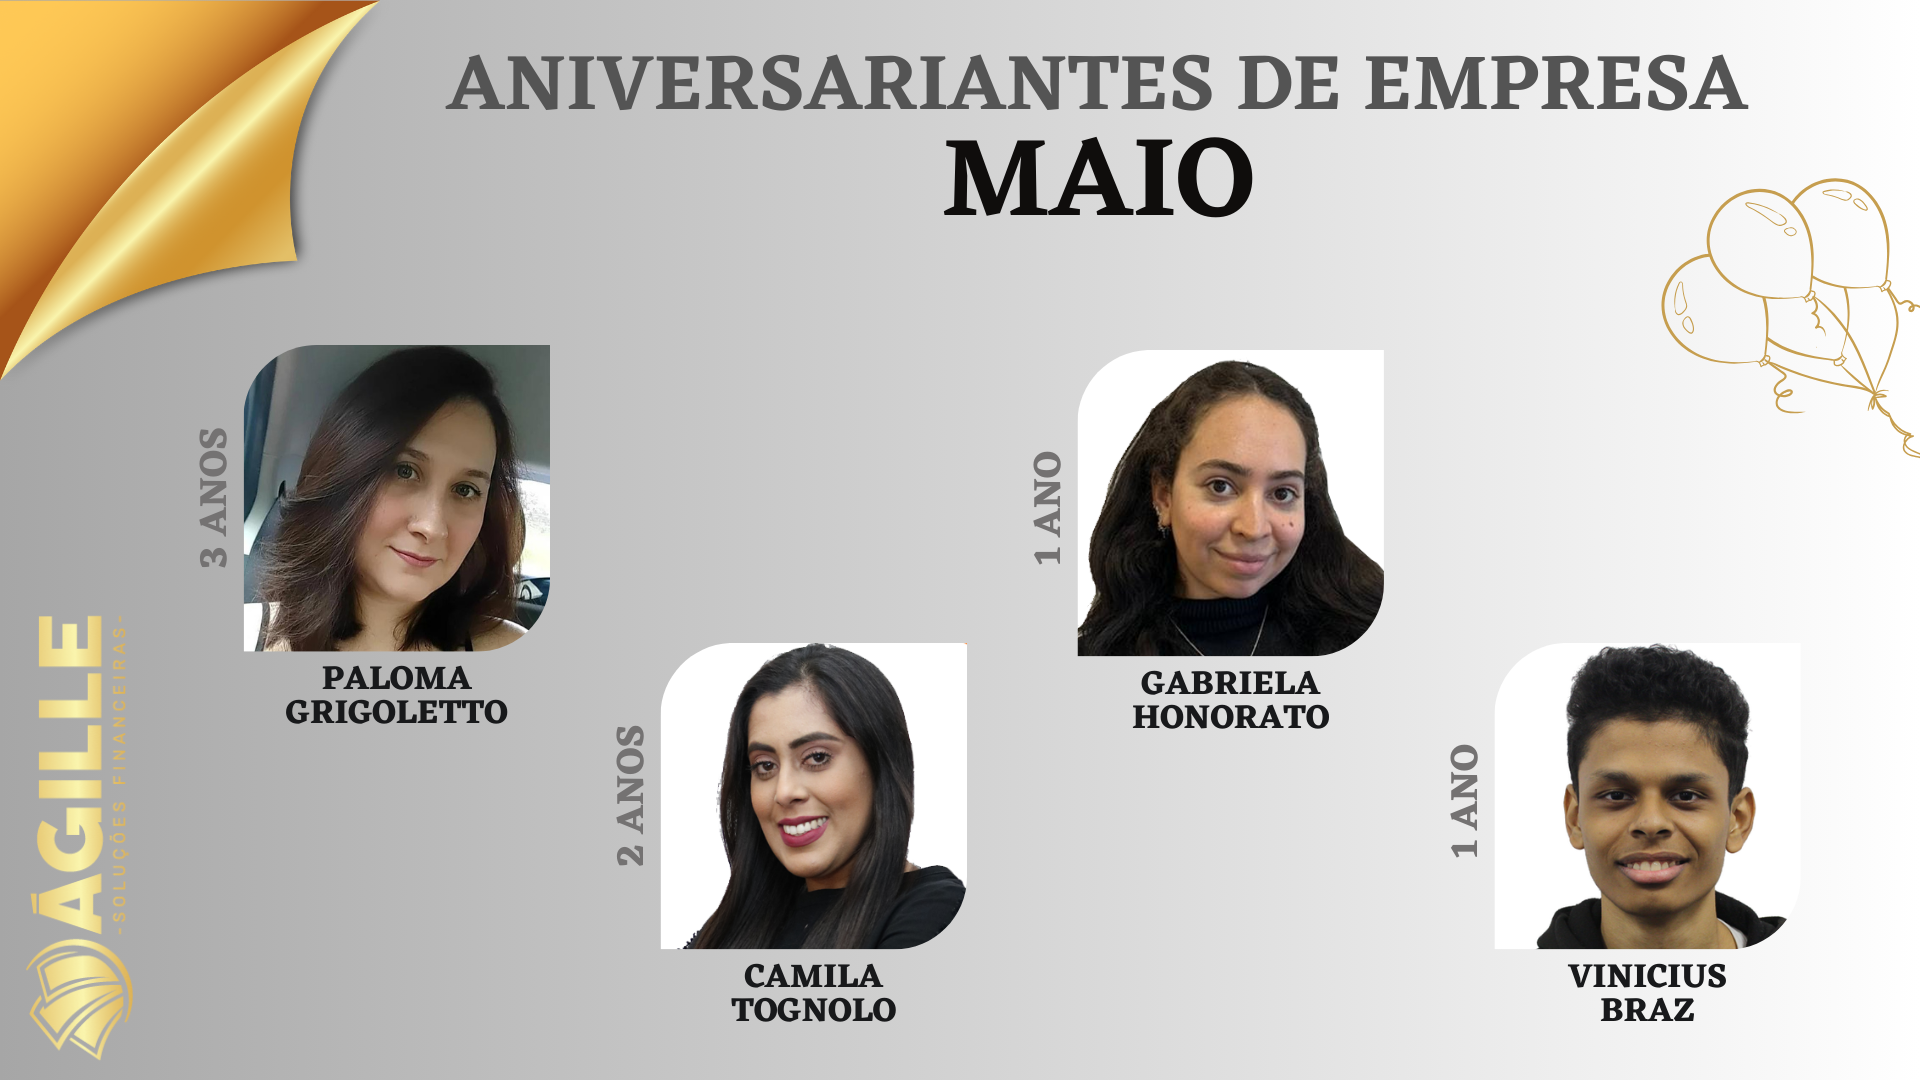 ANIVERSARIANTES DE EMPRESA
MAIO
3 ANOS
PALOMA
GRIGOLETTO
2 ANOS
CAMILA
TOGNOLO
1 ANO
GABRIELA
HONORATO
1 ANO
VINICIUS
BRAZ
ÁGILLE
-SOLUÇÕES FINANCEIRAS-